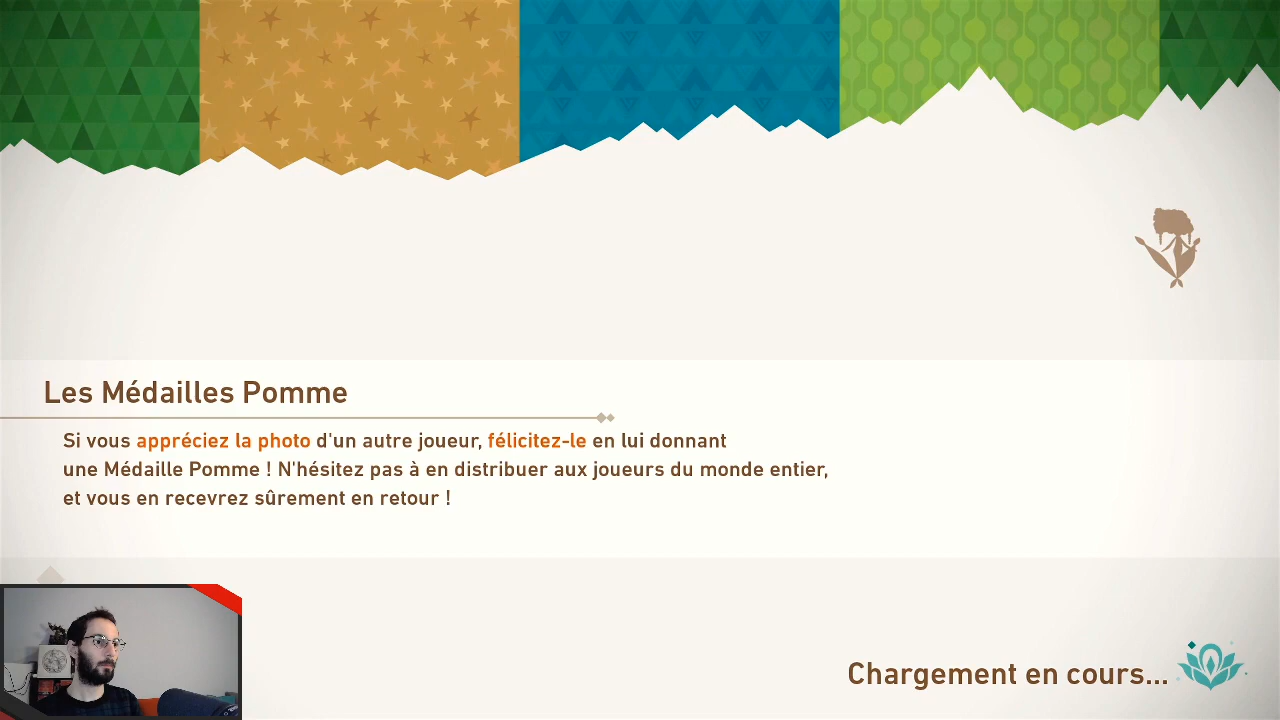 Les Médailles Pomme
Si vous appréciez la photo d'un autre joueur, félicitez-le en lui donnant
une Médaille Pomme ! N'hésitez pas à en distribuer aux joueurs du monde entier,
et vous en recevrez sûrement en retour !
Chargement en cours...